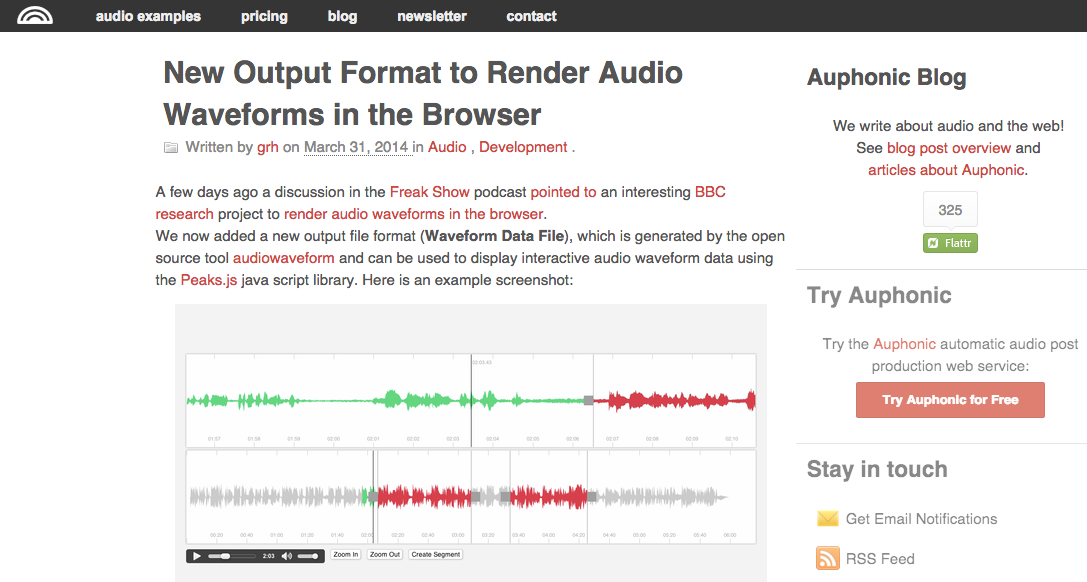 audio examples pricing blog newsletter contact
New Output Format to Render Audio
Waveforms in the Browser
Written by grh on March 31, 2014 in Audio , Development .
A few days ago a discussion in the Freak Show podcast pointed to an interesting BBC
research project to render audio waveforms in the browser.
We now added a new output file format (Waveform Data File), which is generated by the open
source tool audiowaveform and can be used to display interactive audio waveform data using
the Peaks.js java script library. Here is an example screenshot:
02:03:43
01:57 01:58 01:59 02:00 02:01 02:02 02:03 02:04 02:05 02:06 02:07 02:08 02:09 02:10
00:20 00:40 01:00 01:20 01:40 02:00 02:20 02:40 03:00 03:20 03:40 04:00 04:20 04:40 05:00 05:20 05:40 06:00
2:03 Zoom In Zoom Out Create Segment
Auphonic Blog
We write about audio and the web!
See blog post overview and
articles about Auphonic.
325
Flattr
Try Auphonic
Try the Auphonic automatic audio post
production web service:
Try Auphonic for Free
Stay in touch
Get Email Notifications
RSS Feed